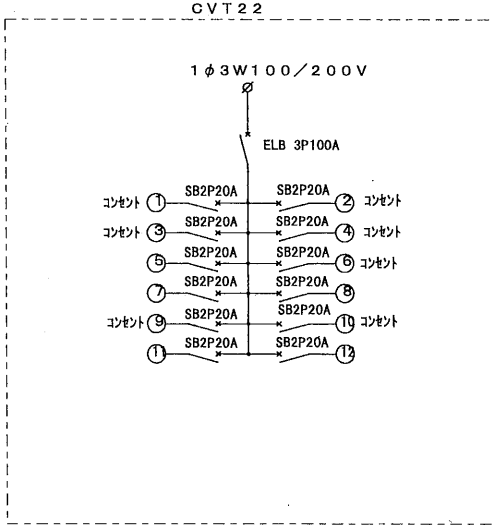 CVT22
1φ3W100/200V
ELB 3P100A
コンセント ① SB2P20A SB2P20A ② コンセント
コンセント ③ SB2P20A SB2P20A ④ コンセント
⑤ SB2P20A SB2P20A ⑥ コンセント
⑦ SB2P20A SB2P20A ⑧
コンセント ⑨ SB2P20A SB2P20A ⑩ コンセント
⑪ SB2P20A SB2P20A ⑫